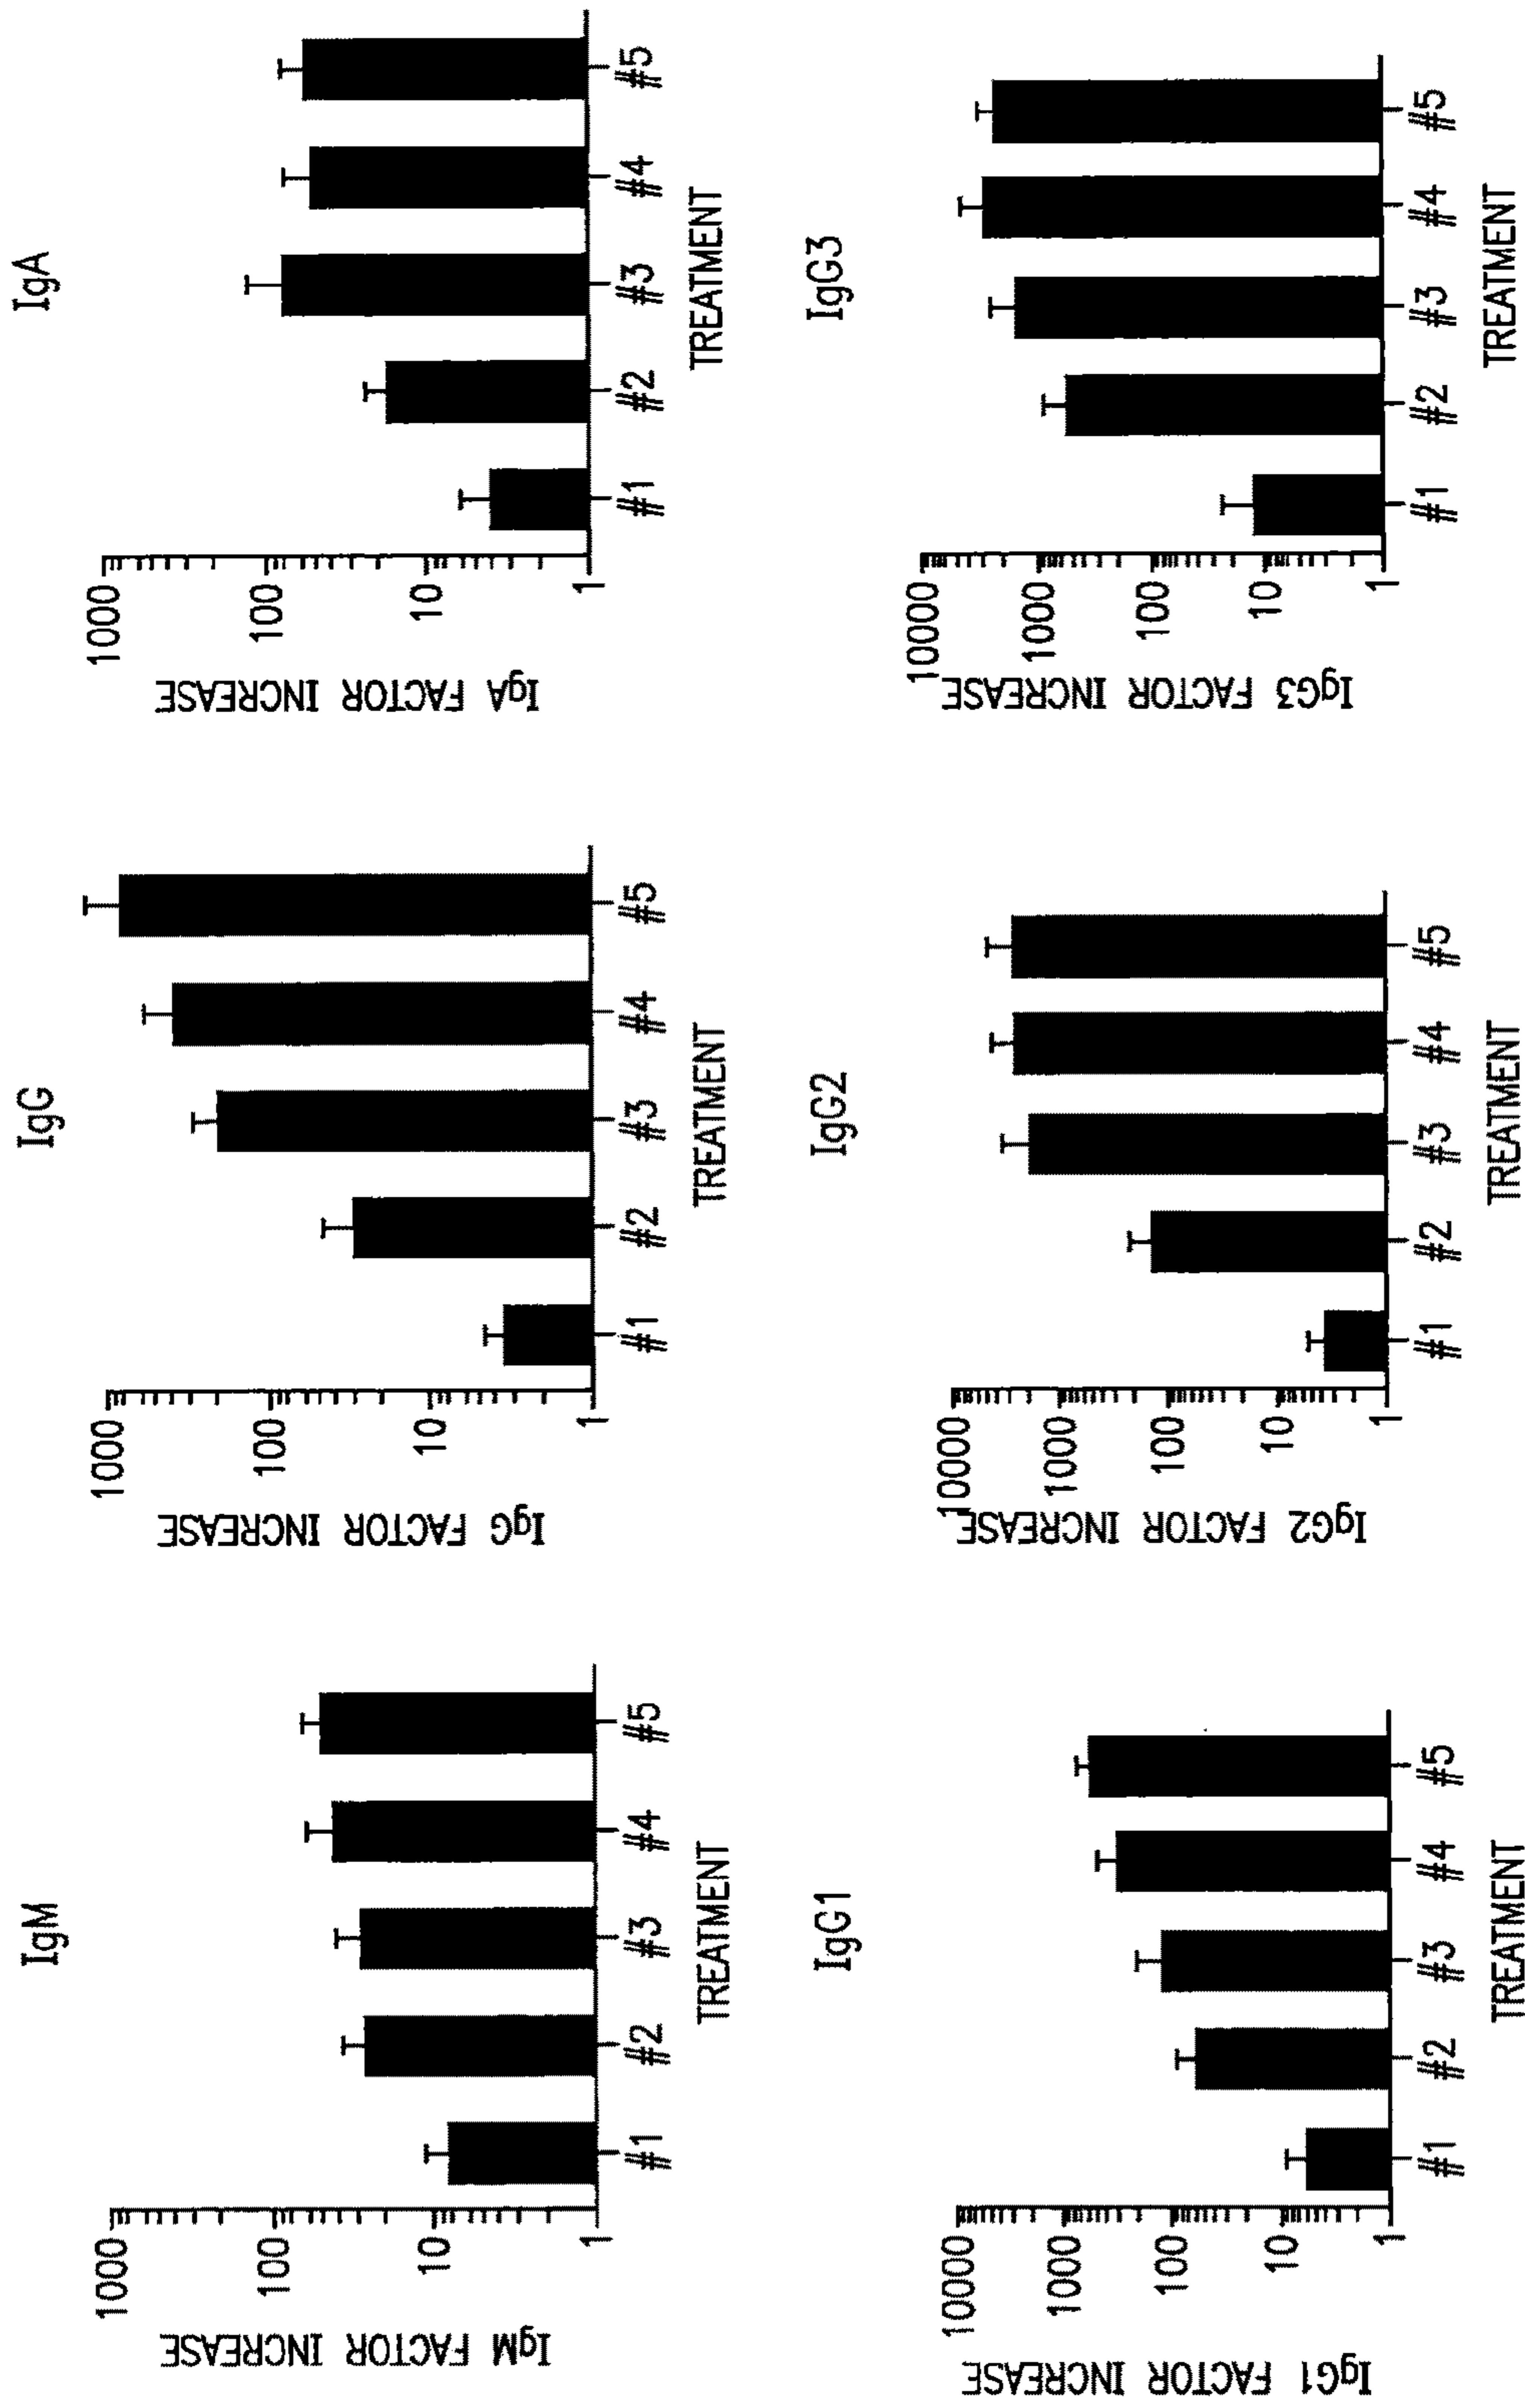 IgM
IgM FACTOR INCREASE
1000
100
10
1
#1 #2 #3 #4 #5
TREATMENT
IgG
IgG FACTOR INCREASE
1000
100
10
1
#1 #2 #3 #4 #5
TREATMENT
IgA
IgA FACTOR INCREASE
1000
100
10
1
#1 #2 #3 #4 #5
TREATMENT
IgG1
IgG1 FACTOR INCREASE
10000
1000
100
10
1
#1 #2 #3 #4 #5
TREATMENT
IgG2
IgG2 FACTOR INCREASE
10000
1000
100
10
1
#1 #2 #3 #4 #5
TREATMENT
IgG3
IgG3 FACTOR INCREASE
10000
1000
100
10
1
#1 #2 #3 #4 #5
TREATMENT